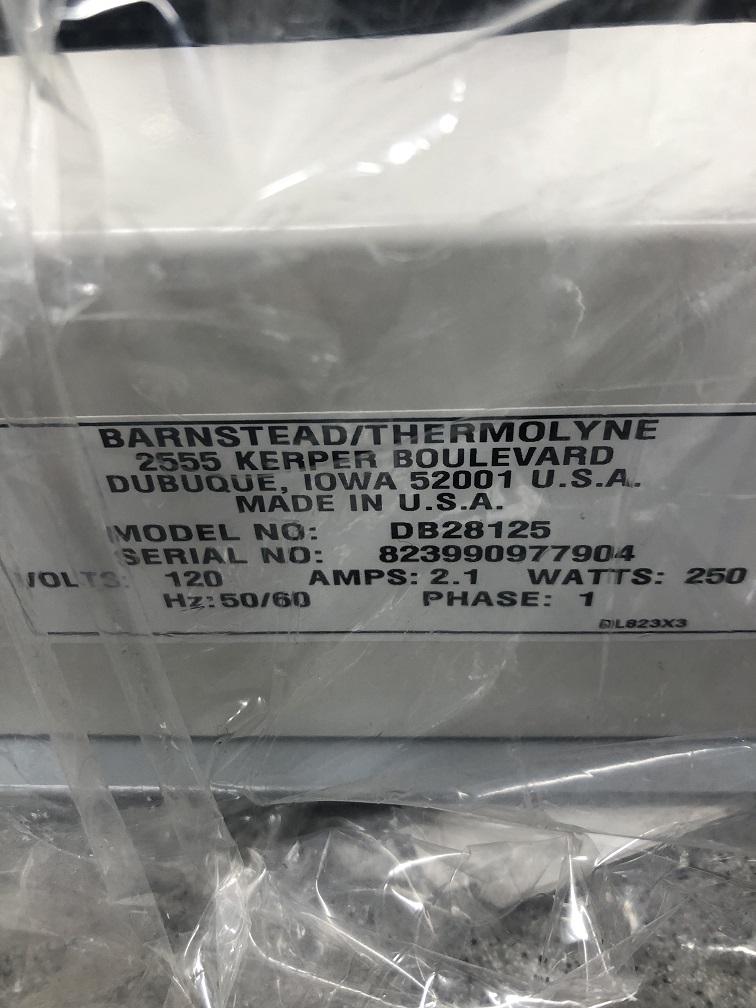 BARNSTEAD/THERMOLYNE
2555 KERPER BOULEVARD
DUBUQUE, IOWA 52001 U.S.A.
MADE IN U.S.A.
MODEL NO: DB28125
SERIAL NO: 823990977904
VOLTS: 120 AMPS: 2.1 WATTS: 250
Hz: 50/60 PHASE: 1
DL823X3